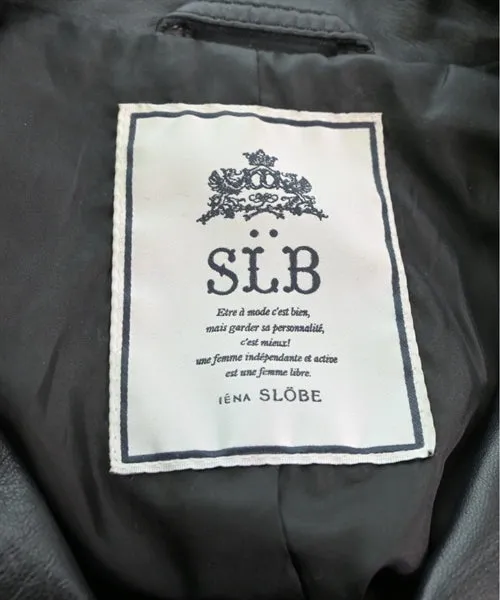 SL̈B
Etre à mode c'est bien,
mais garder sa personnalité,
c'est mieux!
une femme indépendante et active
est une femme libre.
IÉNA SLÖBE